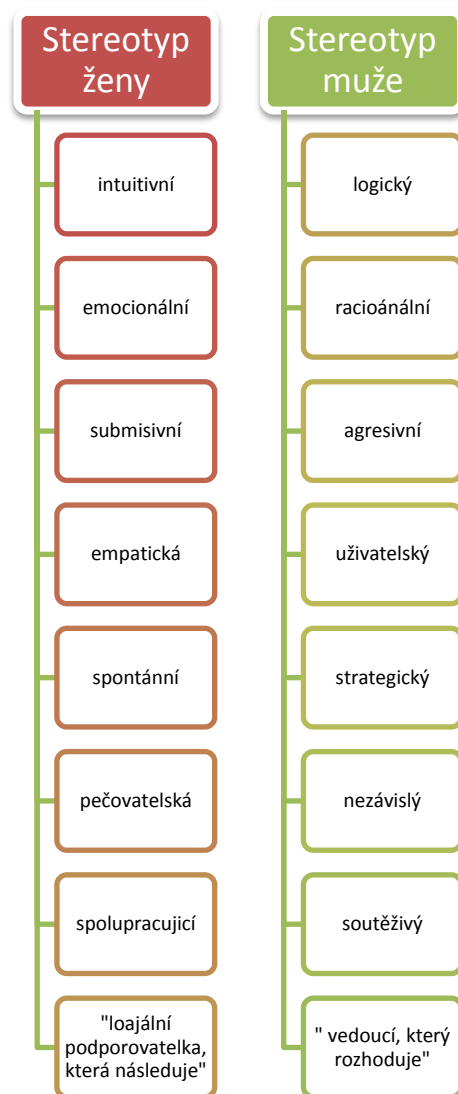 Stereotyp
ženy
intuitivní
emocionální
submisivní
empatická
spontánní
pečovatelská
spolupracujicí
"loajální
podporovatelka,
která následuje"
Stereotyp
muže
logický
racioánální
agresivní
uživatelský
strategický
nezávislý
soutěživý
" vedoucí, který
rozhoduje"